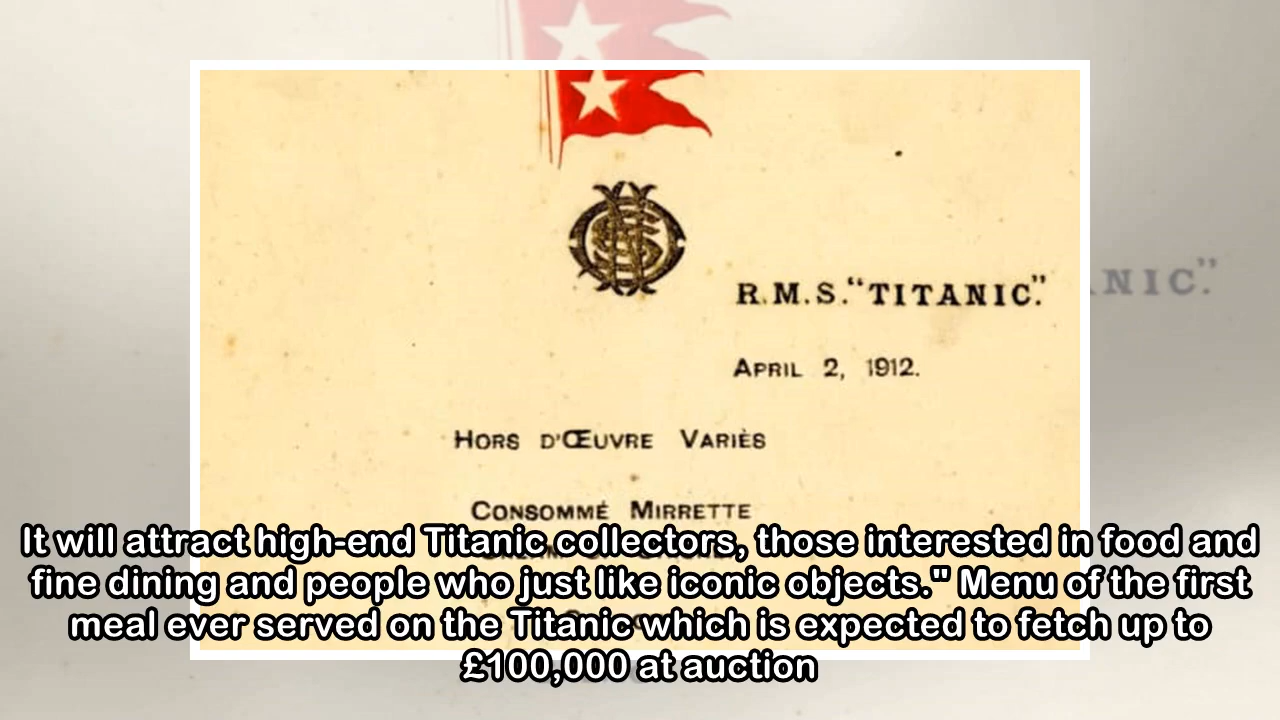 R.M.S. "TITANIC."
APRIL 2, 1912.
HORS D'ŒUVRE VARIÈS
CONSOMMÉ MIRRETTE
It will attract high-end Titanic collectors, those interested in food and
fine dining and people who just like iconic objects." Menu of the first
meal ever served on the Titanic which is expected to fetch up to
£100,000 at auction
NIC."